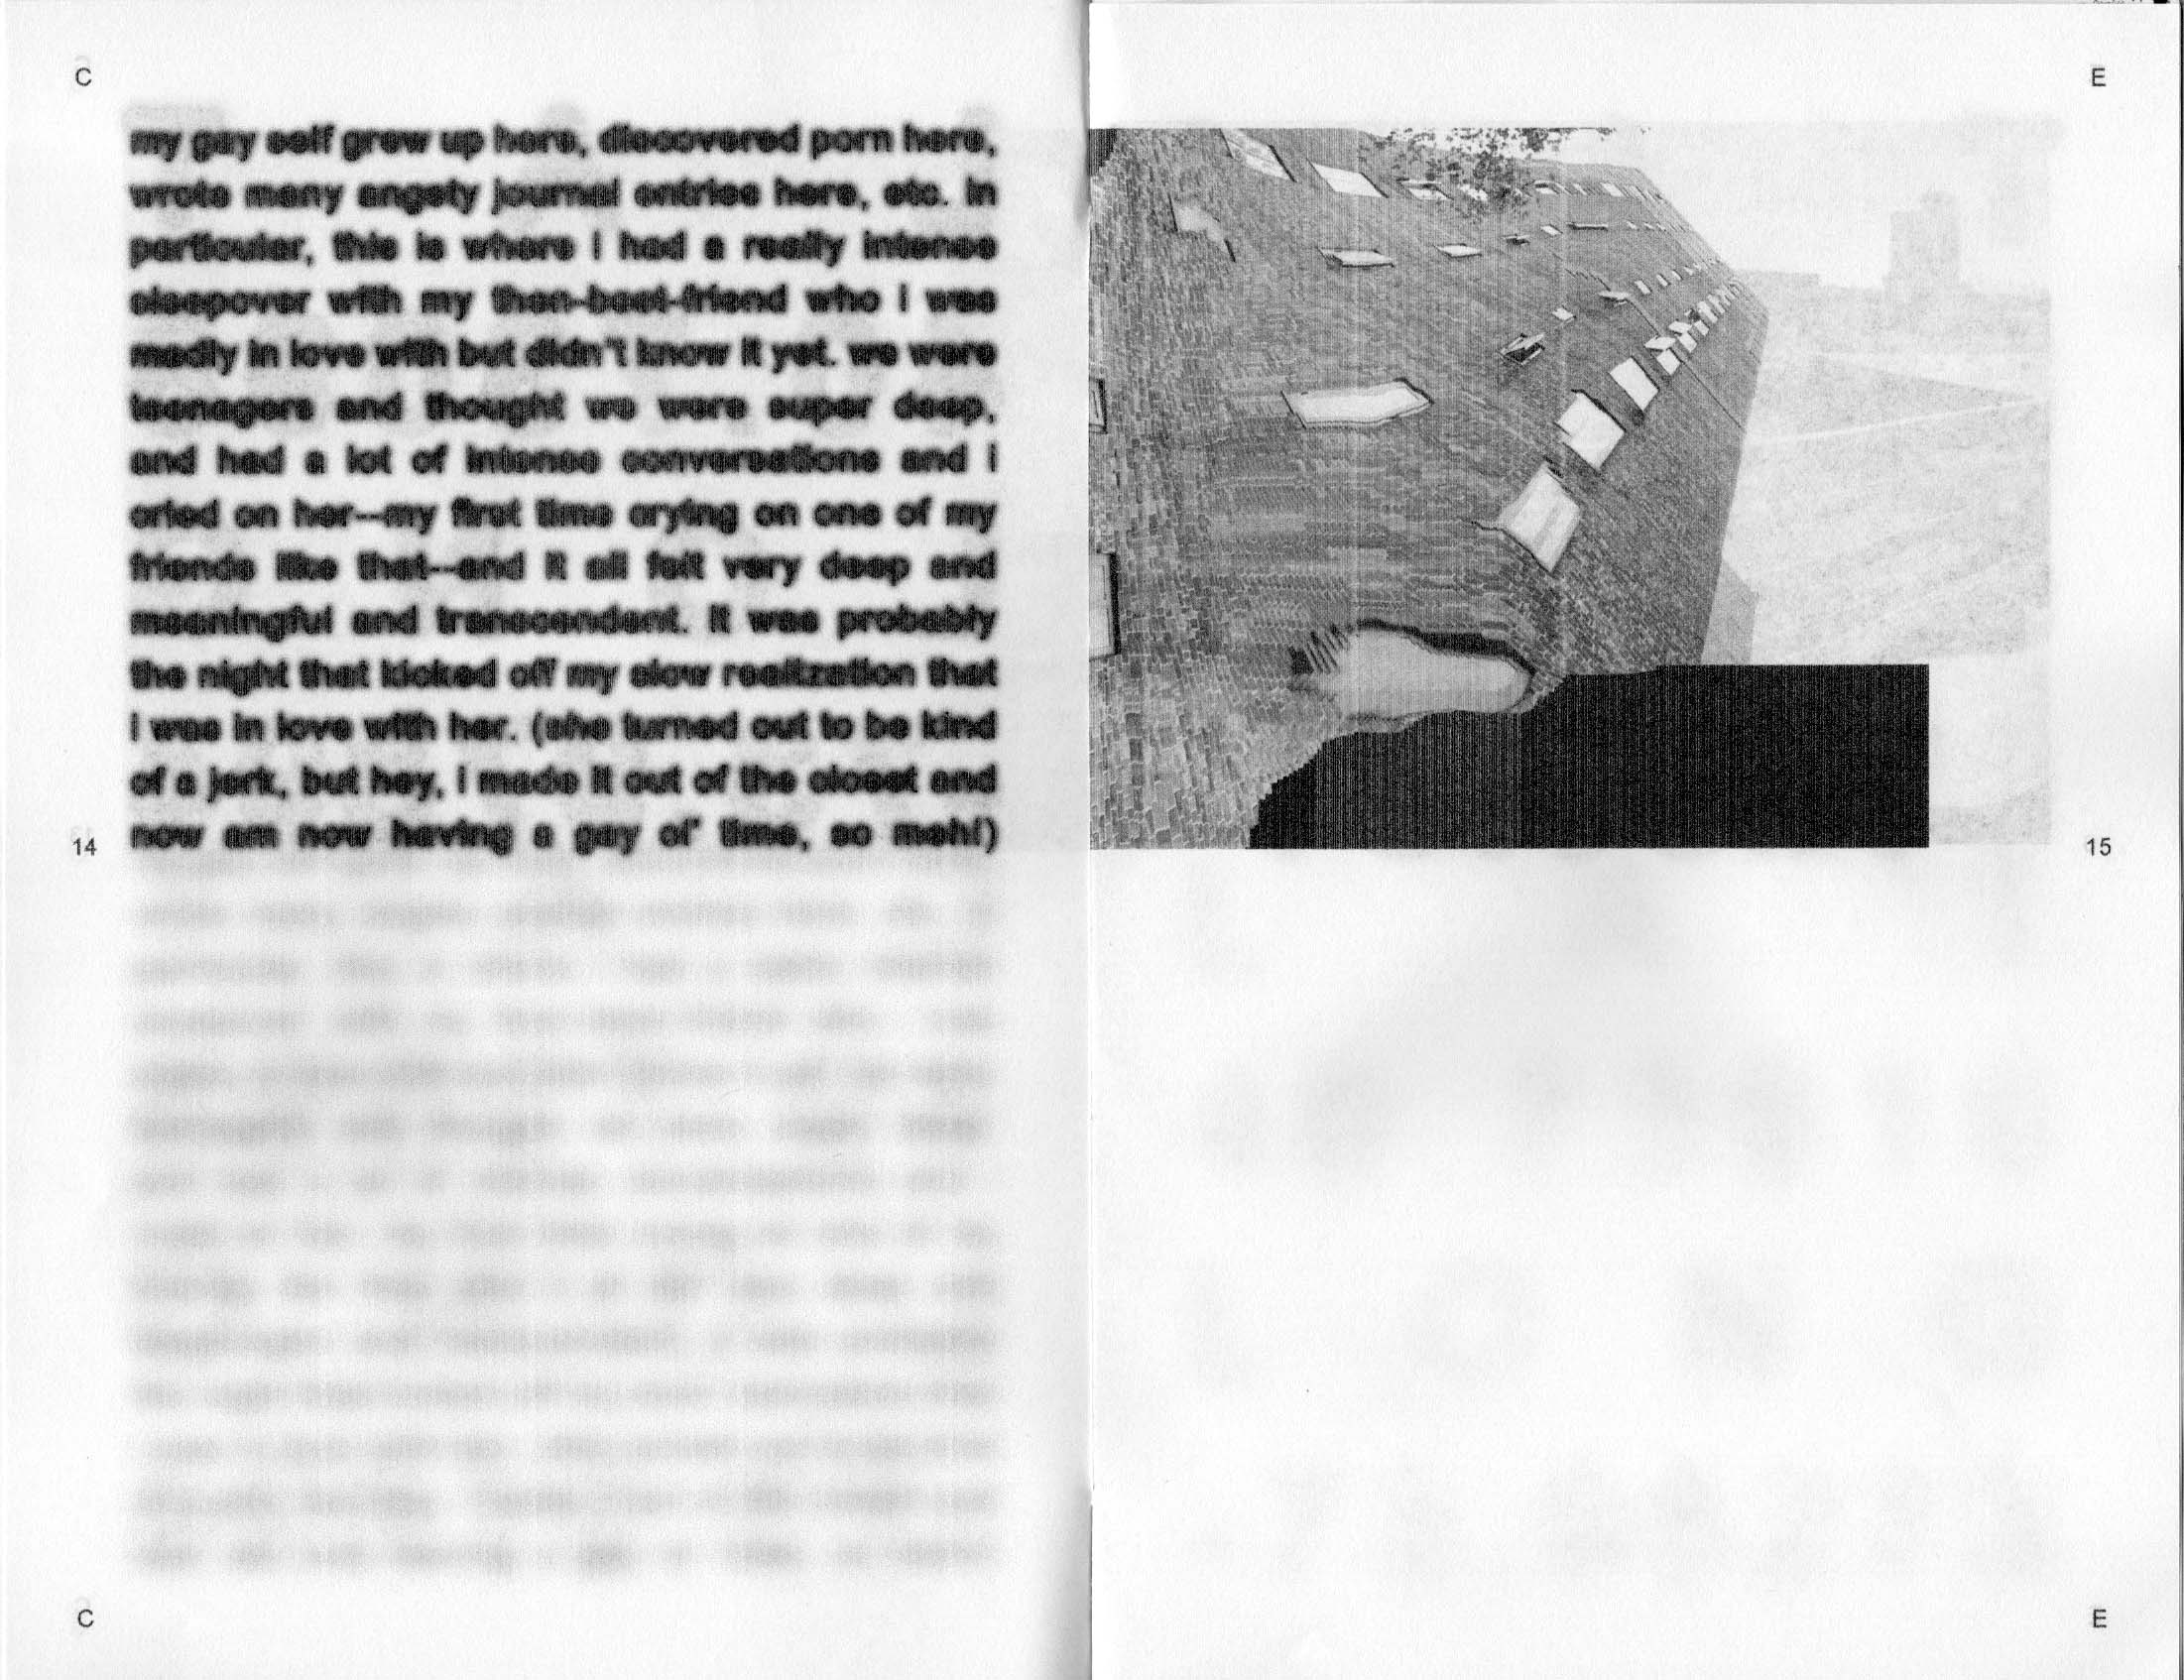 C
my gay self grew up here, discovered porn here,
wrote many angsty journal entries here, etc. in
particular, this is where i had a really intense
sleepover with my then-best-friend who i was
madly in love with but didn't know it yet. we were
teenagers and thought we were super deep,
and had a lot of intense conversations and i
cried on her--my first time crying on one of my
friends like that--and it all felt very deep and
meaningful and transcendent. it was probably
the night that kicked off my slow realization that
i was in love with her. (she turned out to be kind
of a jerk, but hey, i made it out of the closet and
now am now having a gay ol' time, so meh!)
14
C
E
15
E